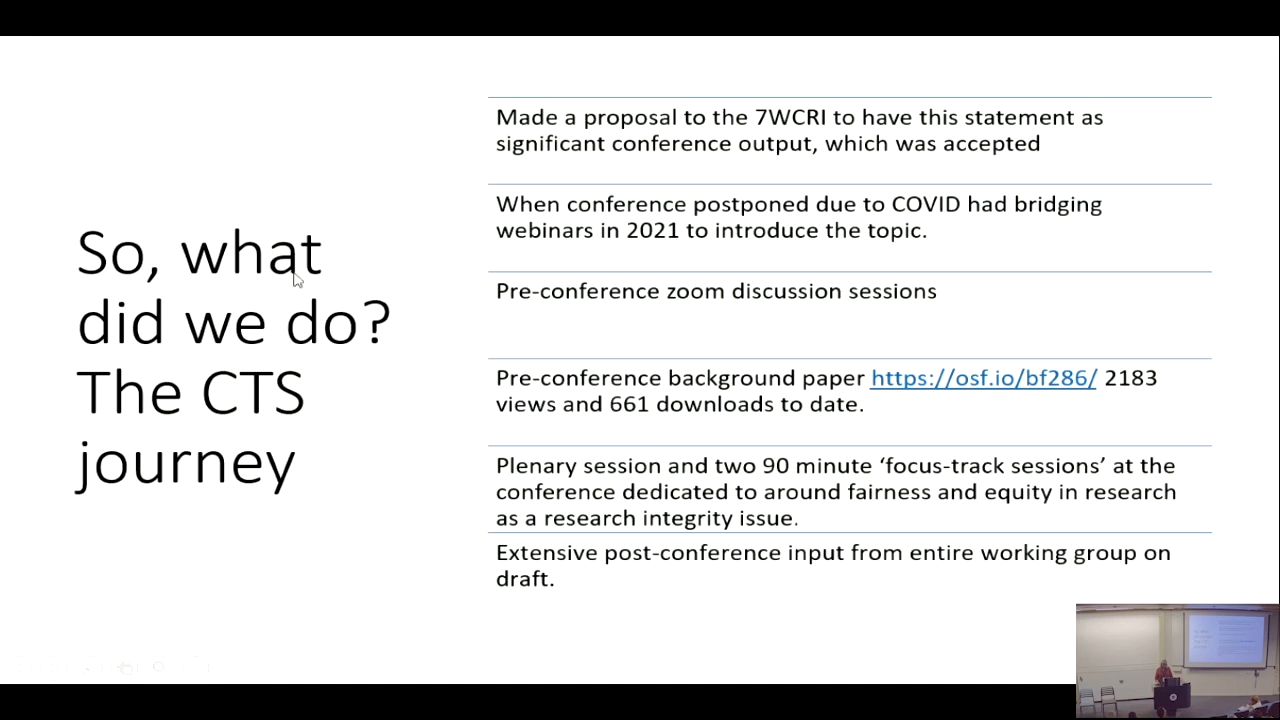 So, what
did we do?
The CTS
journey
Made a proposal to the 7WCRI to have this statement as
significant conference output, which was accepted
When conference postponed due to COVID had bridging
webinars in 2021 to introduce the topic.
Pre-conference zoom discussion sessions
Pre-conference background paper https://osf.io/bf286/ 2183
views and 661 downloads to date.
Plenary session and two 90 minute ‘focus-track sessions’ at the
conference dedicated to around fairness and equity in research
as a research integrity issue.
Extensive post-conference input from entire working group on
draft.